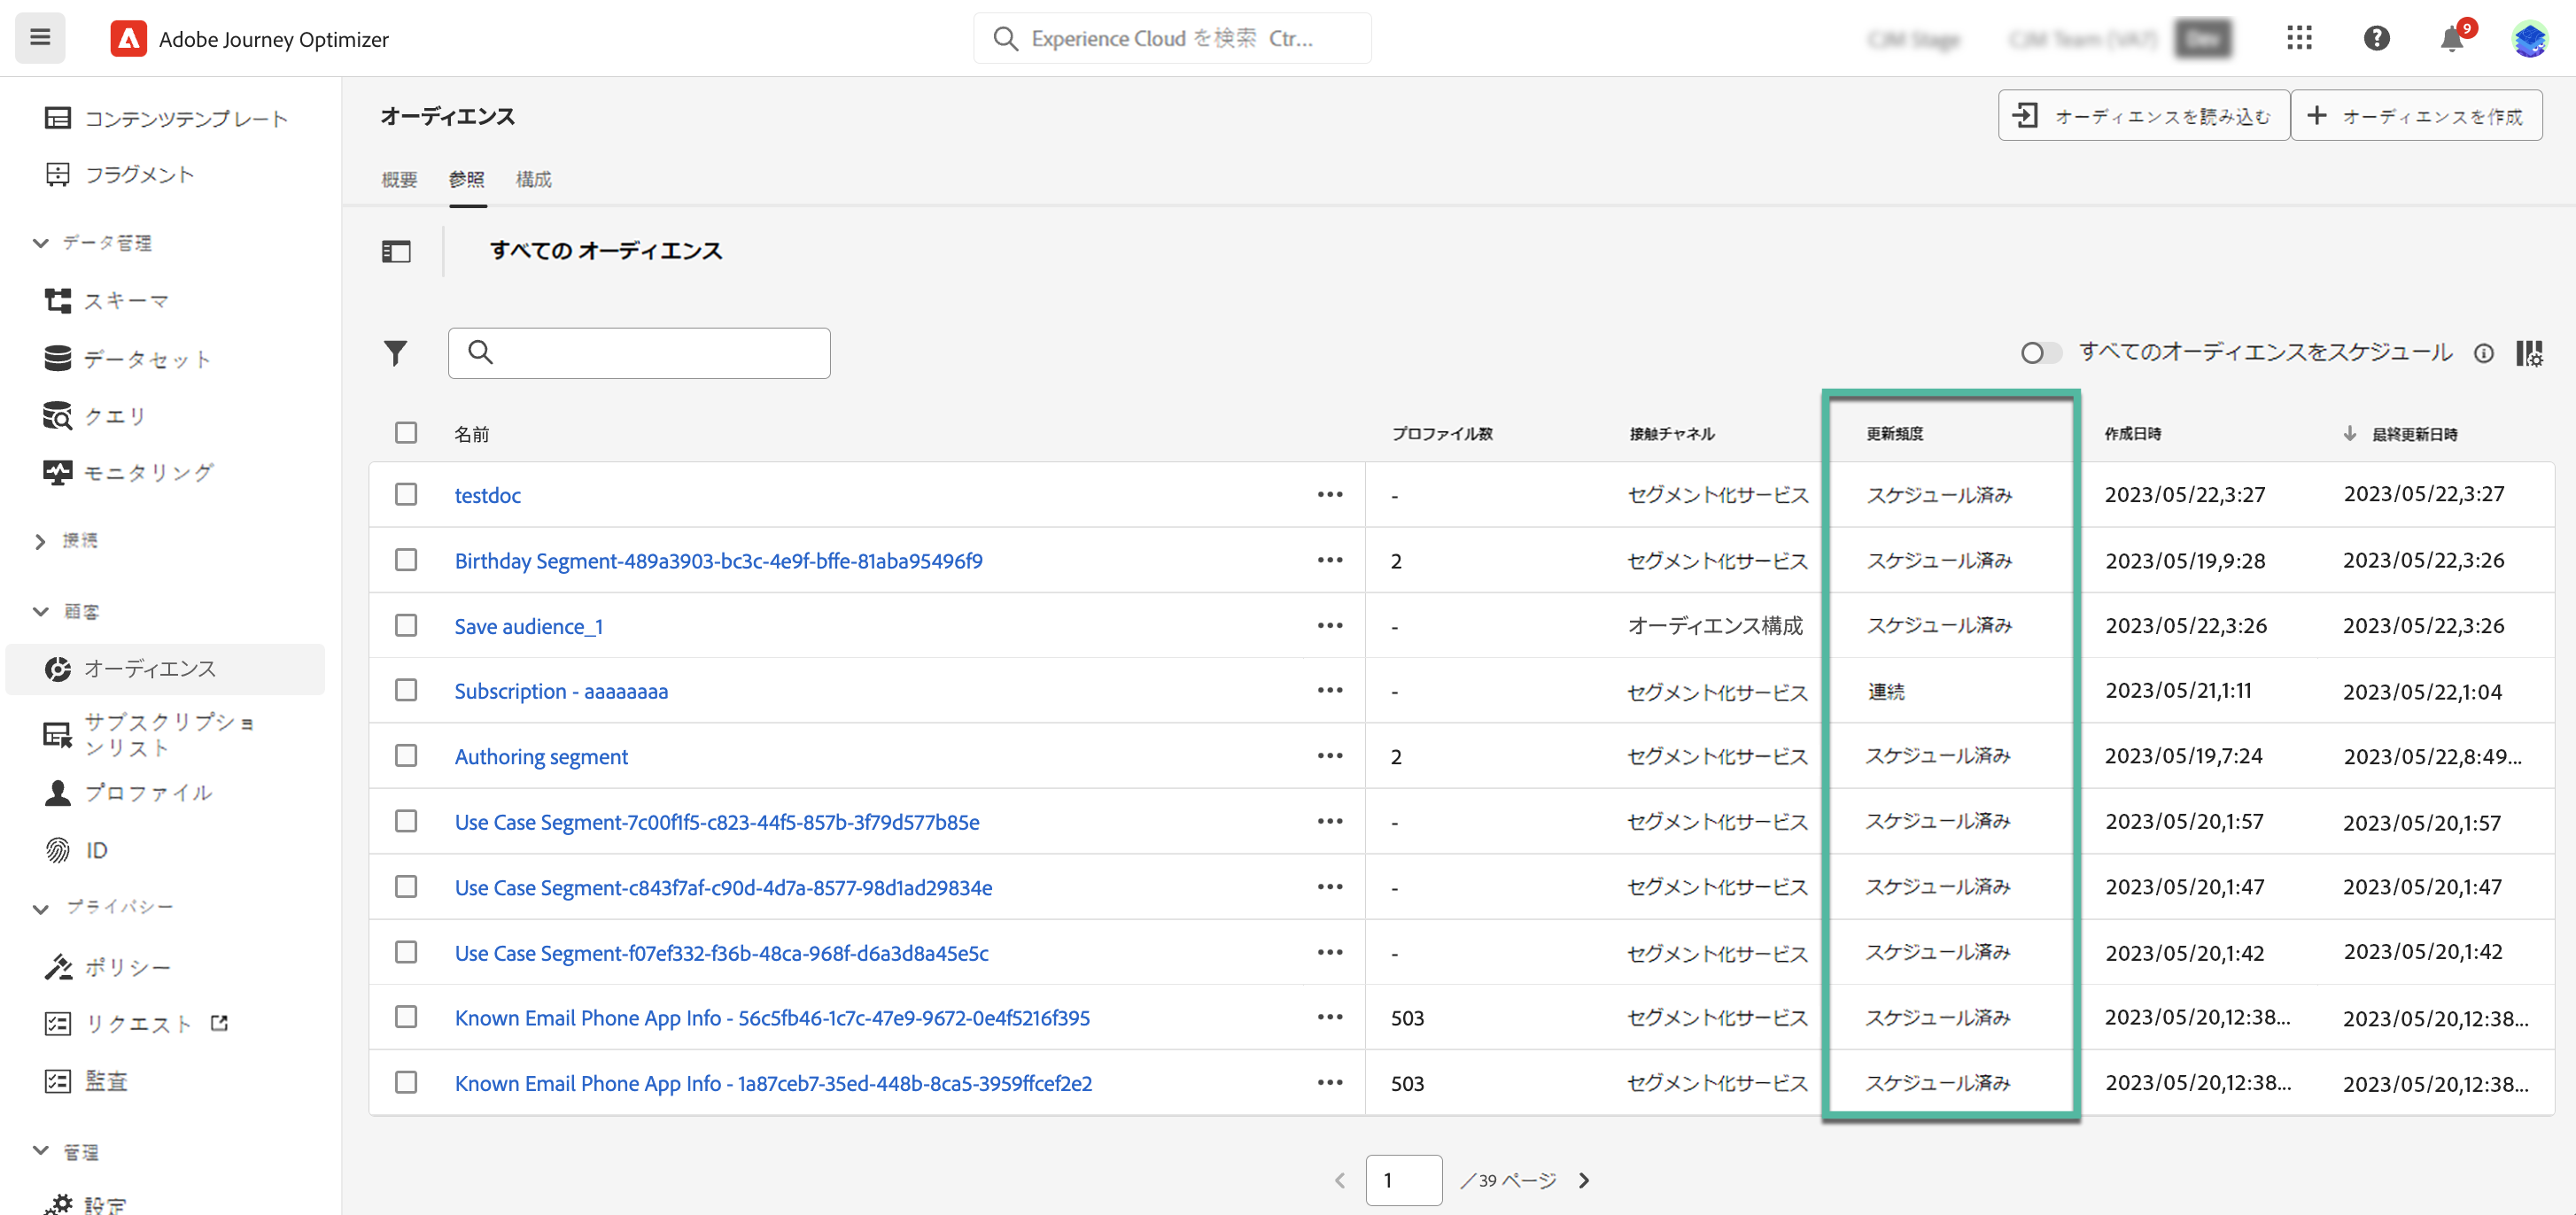 Adobe Journey Optimizer
Experience Cloud を検索 Ctr...
9
コンテンツテンプレート
フラグメント
データ管理
スキーマ
データセット
クエリ
モニタリング
接続
顧客
オーディエンス
サブスクリプショ
ンリスト
プロファイル
ID
プライバシー
ポリシー
リクエスト
監査
管理
設定
オーディエンス
オーディエンスを読み込む
オーディエンスを作成
概要 参照 構成
すべての オーディエンス
すべてのオーディエンスをスケジュール
名前 プロファイル数 接触チャネル 更新頻度 作成日時 最終更新日時
testdoc - セグメント化サービス スケジュール済み 2023/05/22,3:27 2023/05/22,3:27
Birthday Segment-489a3903-bc3c-4e9f-bffe-81aba95496f9 2 セグメント化サービス スケジュール済み 2023/05/19,9:28 2023/05/22,3:26
Save audience_1 - オーディエンス構成 スケジュール済み 2023/05/22,3:26 2023/05/22,3:26
Subscription - aaaaaaaa - セグメント化サービス 連続 2023/05/21,1:11 2023/05/22,1:04
Authoring segment 2 セグメント化サービス スケジュール済み 2023/05/19,7:24 2023/05/22,8:49...
Use Case Segment-7c00f1f5-c823-44f5-857b-3f79d577b85e - セグメント化サービス スケジュール済み 2023/05/20,1:57 2023/05/20,1:57
Use Case Segment-c843f7af-c90d-4d7a-8577-98d1ad29834e - セグメント化サービス スケジュール済み 2023/05/20,1:47 2023/05/20,1:47
Use Case Segment-f07ef332-f36b-48ca-968f-d6a3d8a45e5c - セグメント化サービス スケジュール済み 2023/05/20,1:42 2023/05/20,1:42
Known Email Phone App Info - 56c5fb46-1c7c-47e9-9672-0e4f5216f395 503 セグメント化サービス スケジュール済み 2023/05/20,12:38... 2023/05/20,12:38...
Known Email Phone App Info - 1a87ceb7-35ed-448b-8ca5-3959ffcef2e2 503 セグメント化サービス スケジュール済み 2023/05/20,12:38... 2023/05/20,12:38...
1 ／39 ページ